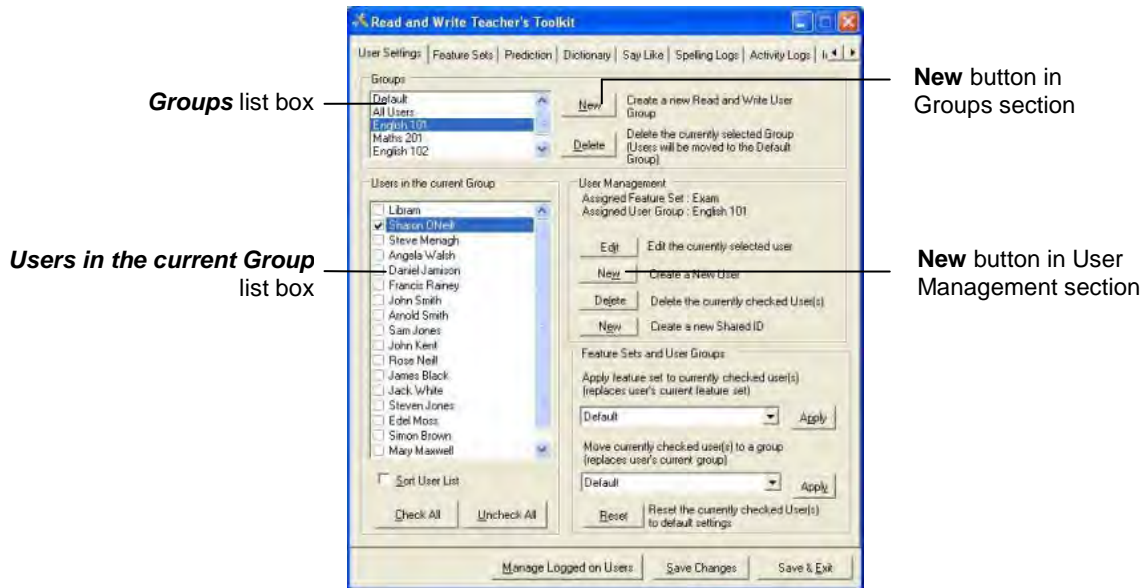 Read and Write Teacher's Toolkit
User Settings Feature Sets Prediction Dictionary Say Like Spelling Logs Activity Logs
Groups
Groups list box
Default
All Users
English 101
Maths 201
English 102
New
Create a new Read and Write User
Group
Delete
Delete the currently selected Group
(Users will be moved to the Default
Group)
New button in
Groups section
Users in the current Group
Users in the current Group
list box
Libram
Sharon ONeill
Steve Menagh
Angela Walsh
Daniel Jamison
Francis Rainey
John Smith
Arnold Smith
Sam Jones
John Kent
Rose Neill
James Black
Jack White
Steven Jones
Edel Moss
Simon Brown
Mary Maxwell
Sort User List
Check All Uncheck All
User Management
Assigned Feature Set : Exam
Assigned User Group : English 101
Edit Edit the currently selected user
New Create a New User
Delete Delete the currently checked User(s)
New Create a new Shared ID
New button in User
Management section
Feature Sets and User Groups
Apply feature set to currently checked user(s)
(replaces user's current feature set)
Default Apply
Move currently checked user(s) to a group
(replaces user's current group)
Default Apply
Reset
Reset the currently checked User(s)
to default settings
Manage Logged on Users Save Changes Save & Exit